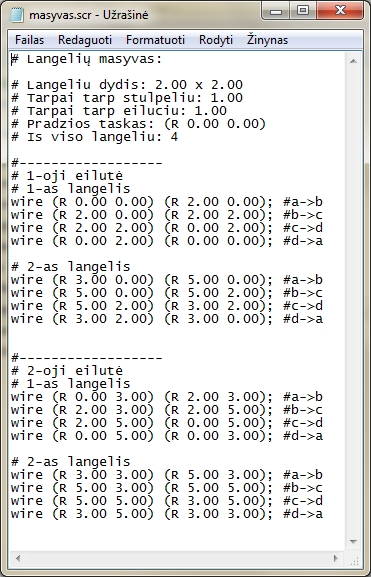 masyvas.scr - Užrašinė
Failas Redaguoti Formatuoti Rodyti Žinynas
# Langelių masyvas:
# Langeliu dydis: 2.00 x 2.00
# Tarpai tarp stulpeliu: 1.00
# Tarpai tarp eiluciu: 1.00
# Pradzios taskas: (R 0.00 0.00)
# Is viso langeliu: 4
#------------------
# 1-oji eilutė
# 1-as langelis
wire (R 0.00 0.00) (R 2.00 0.00); #a->b
wire (R 2.00 0.00) (R 2.00 2.00); #b->c
wire (R 2.00 2.00) (R 0.00 2.00); #c->d
wire (R 0.00 2.00) (R 0.00 0.00); #d->a
# 2-as langelis
wire (R 3.00 0.00) (R 5.00 0.00); #a->b
wire (R 5.00 0.00) (R 5.00 2.00); #b->c
wire (R 5.00 2.00) (R 3.00 2.00); #c->d
wire (R 3.00 2.00) (R 3.00 0.00); #d->a
#------------------
# 2-oji eilutė
# 1-as langelis
wire (R 0.00 3.00) (R 2.00 3.00); #a->b
wire (R 2.00 3.00) (R 2.00 5.00); #b->c
wire (R 2.00 5.00) (R 0.00 5.00); #c->d
wire (R 0.00 5.00) (R 0.00 3.00); #d->a
# 2-as langelis
wire (R 3.00 3.00) (R 5.00 3.00); #a->b
wire (R 5.00 3.00) (R 5.00 5.00); #b->c
wire (R 5.00 5.00) (R 3.00 5.00); #c->d
wire (R 3.00 5.00) (R 3.00 3.00); #d->a